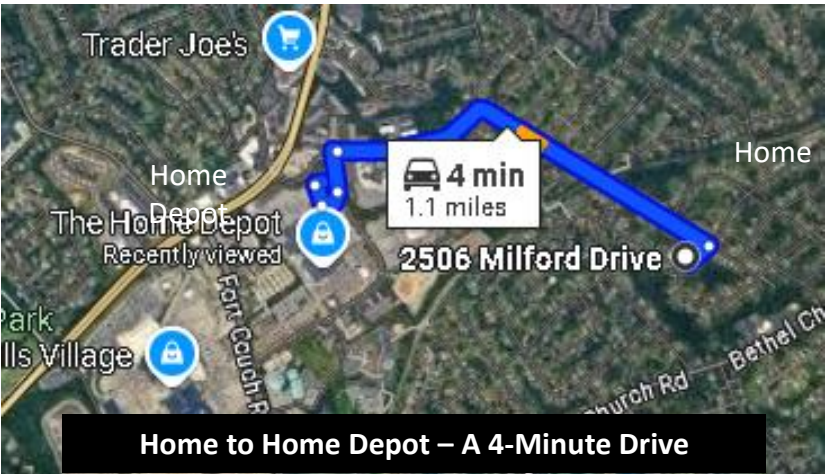 Trader Joe's
Home
Home
Depot
The Home Depot
Recently viewed
4 min
1.1 miles
2506 Milford Drive
Park
lls Village
Fort Couch R
Bethel Ch
Church Rd
Home to Home Depot – A 4-Minute Drive